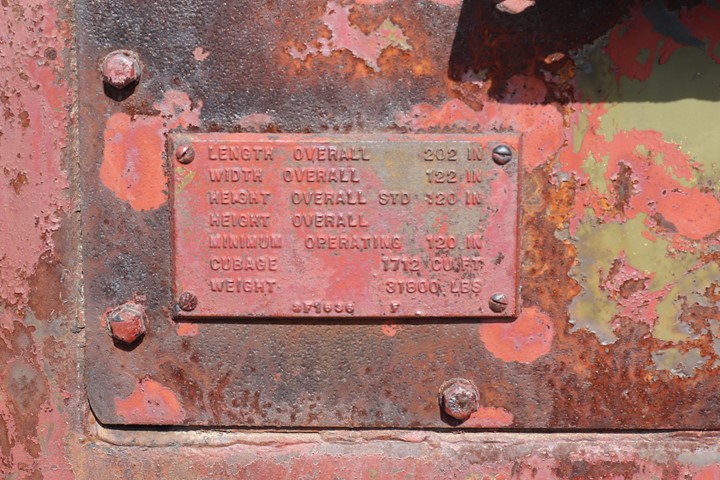 LENGTH OVERALL 202 IN
WIDTH OVERALL 122 IN
HEIGHT OVERALL STD 120 IN
HEIGHT OVERALL
MINIMUM OPERATING 120 IN
CUBAGE 1712 CU.FT
WEIGHT 31800 LBS